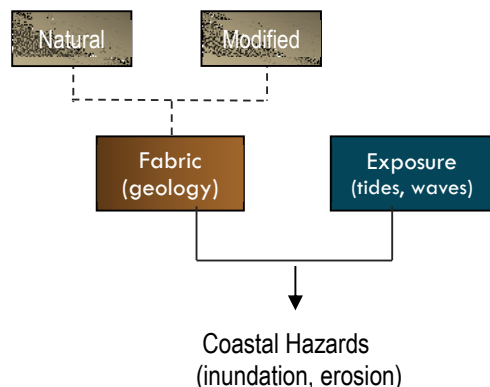 Natural
Modified
Fabric
(geology)
Exposure
(tides, waves)
Coastal Hazards
(inundation, erosion)